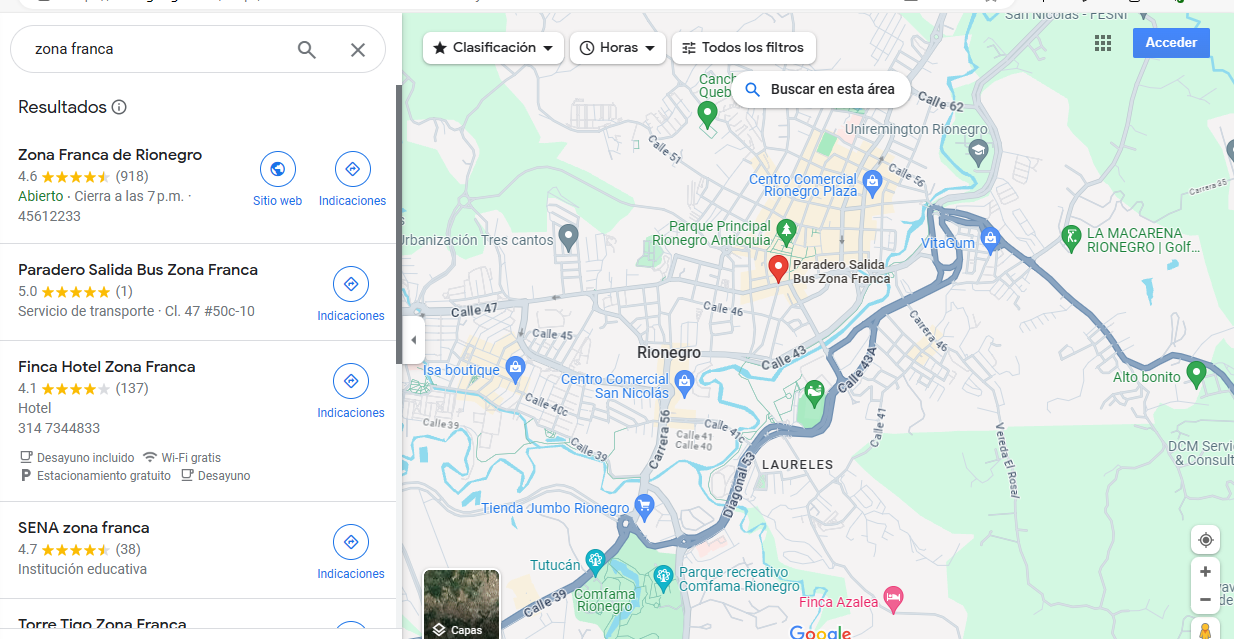 San Nicolás - FESNI
zona franca
Clasificación
Horas
Todos los filtros
Acceder
Buscar en esta área
Resultados
Zona Franca de Rionegro
4.6 (918)
Abierto · Cierra a las 7 p.m. ·
45612233
Sitio web
Indicaciones
Paradero Salida Bus Zona Franca
5.0 (1)
Servicio de transporte · Cl. 47 #50c-10
Indicaciones
Finca Hotel Zona Franca
4.1 (137)
Hotel
314 7344833
Indicaciones
Desayuno incluido Wi-Fi gratis
Estacionamiento gratuito Desayuno
SENA zona franca
4.7 (38)
Institución educativa
Indicaciones
Torre Tigo Zona Franca
Calle 62
Uniremington Rionegro
Calle 51
Calle 56
Carrera 35
Centro Comercial
Rionegro Plaza
Parque Principal
Rionegro Antioquia
Urbanización Tres cantos
VitaGum
LA MACARENA
RIONEGRO | Golf...
Paradero Salida
Bus Zona Franca
Calle 47
Calle 46
Calle 45
Carrera 46
Rionegro
Calle 43
Calle 43A
Isa boutique
Centro Comercial
San Nicolás
Alto bonito
Calle 40c
Calle 39
Calle 41c
Calle 41
Calle 40
Calle 41
Carrera 56
Calle 39
Vereda El Rosal
DCM Servi
& Consult
LAURELES
Diagonal 53
Tienda Jumbo Rionegro
Tutucán
Parque recreativo
Comfama Rionegro
Comfama
Rionegro
Calle 39
Finca Azalea
Capas
Google